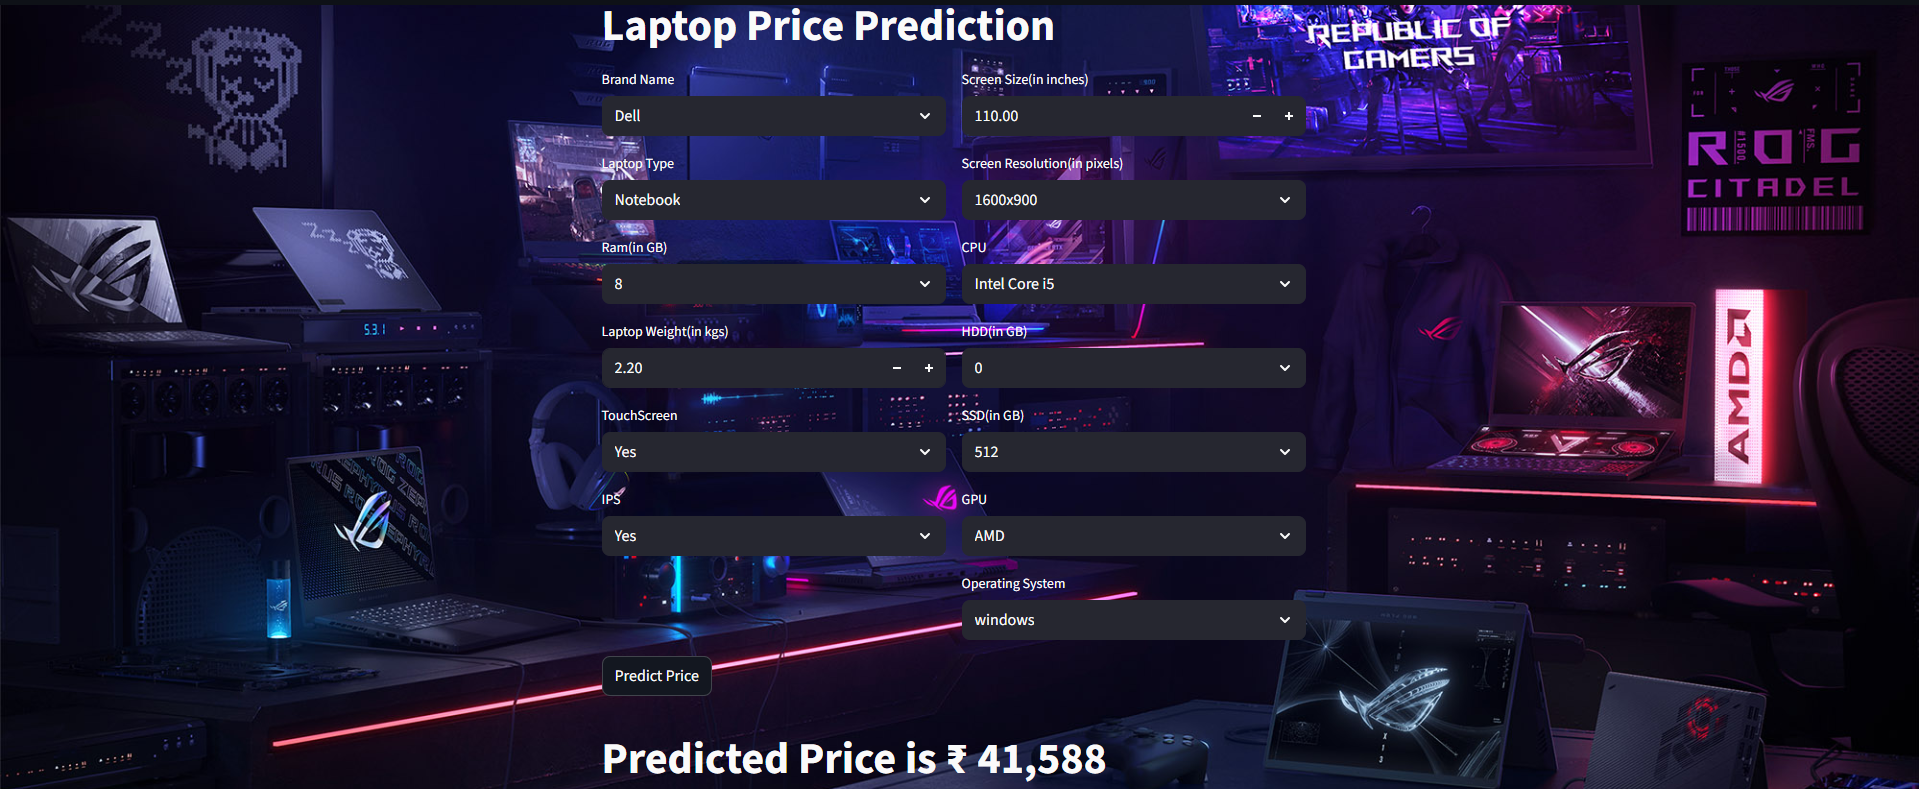 Laptop Price Prediction
REPUBLIC OF
GAMERS
Brand Name
Screen Size(in inches)
Dell
110.00
Laptop Type
Screen Resolution(in pixels)
Notebook
1600x900
Ram(in GB)
CPU
8
Intel Core i5
Laptop Weight(in kgs)
HDD(in GB)
2.20
0
TouchScreen
SSD(in GB)
Yes
512
IPS
GPU
Yes
AMD
Operating System
windows
Predict Price
Predicted Price is ₹ 41,588
ROG
CITADEL
AMD
5.3.1